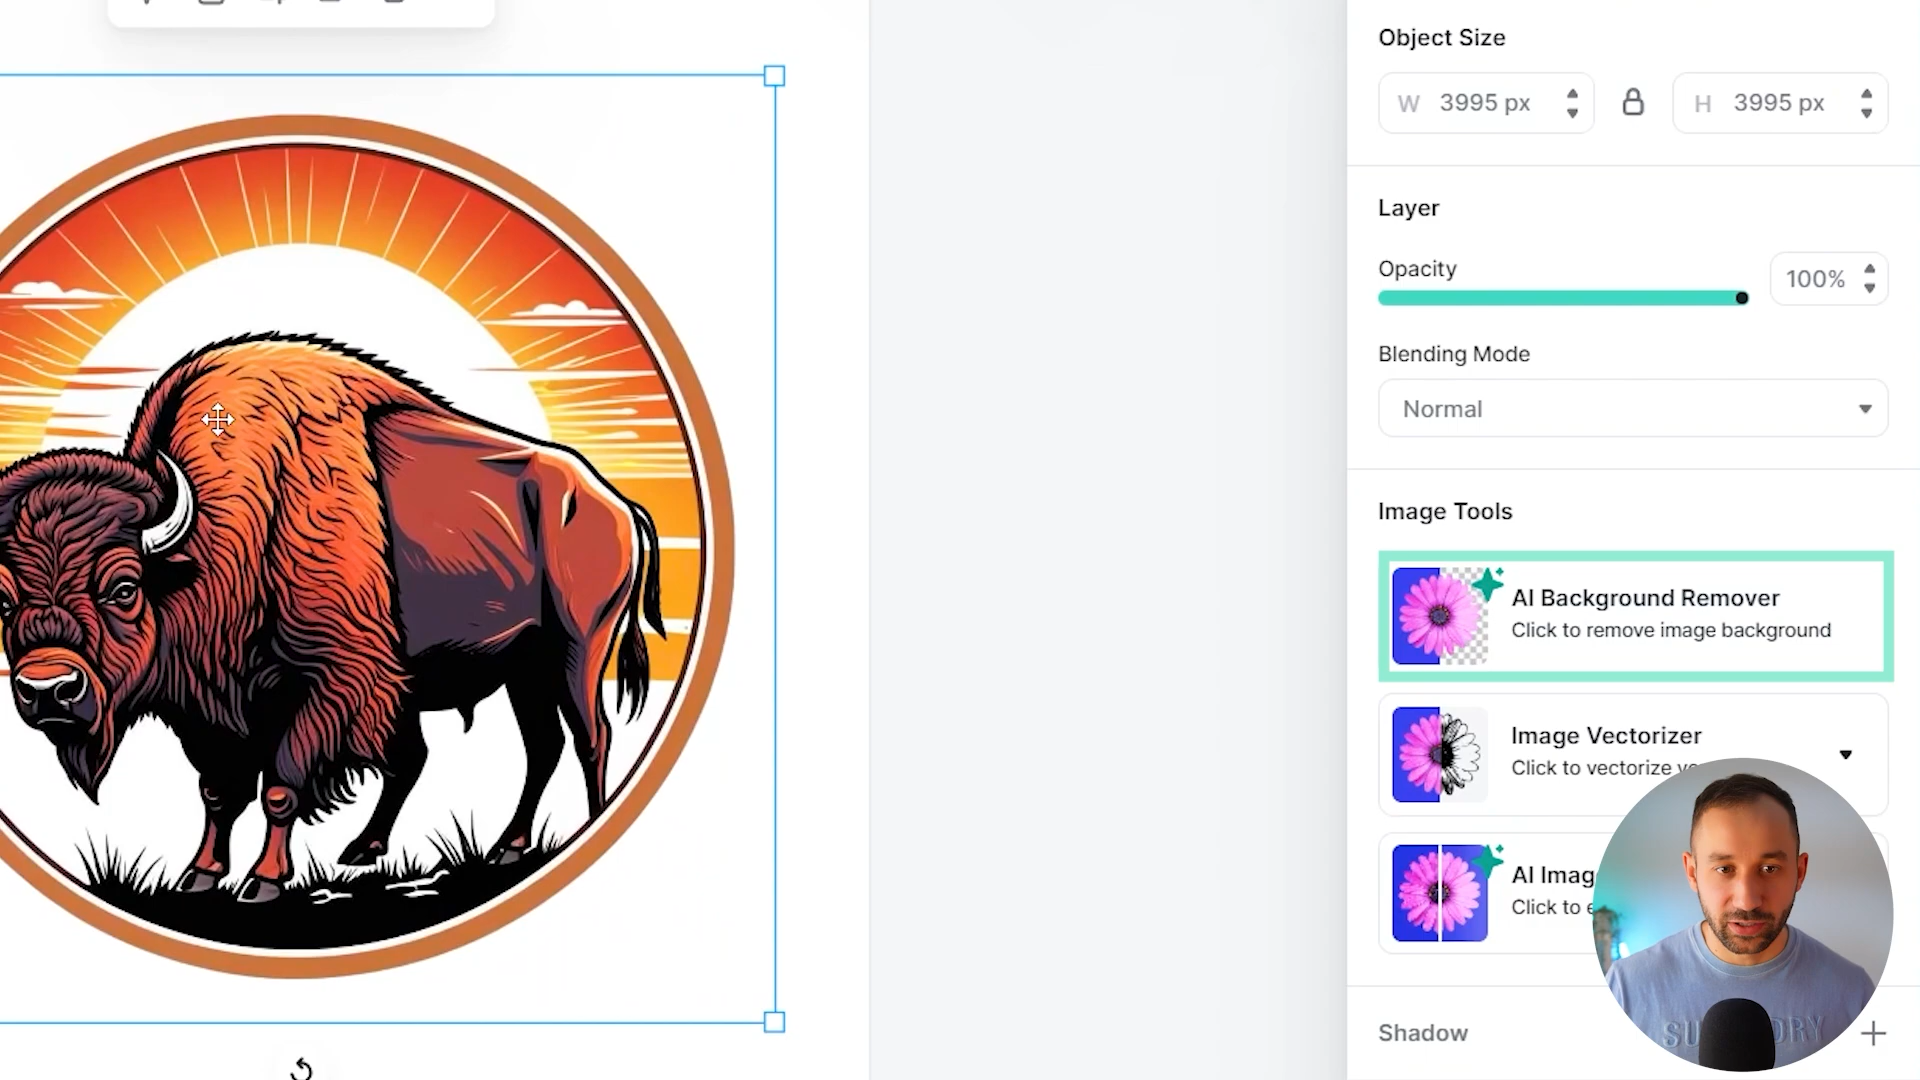 Object Size
W 3995 px
H 3995 px
Layer
Opacity
100%
Blending Mode
Normal
Image Tools
AI Background Remover
Click to remove image background
Image Vectorizer
Click to vectorize
AI
Click to
Shadow